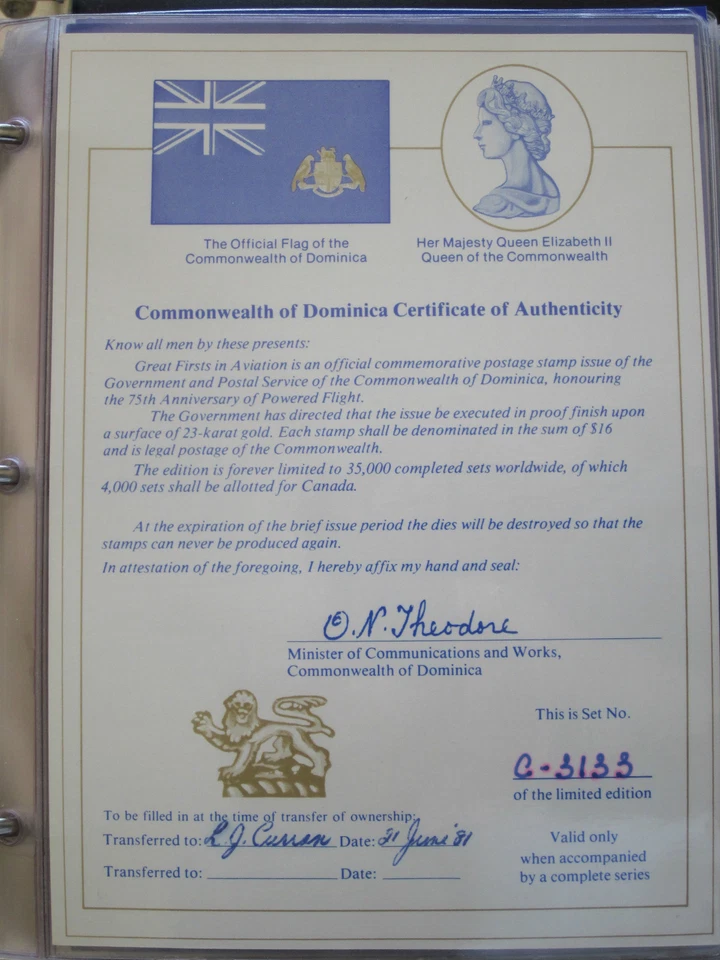 The Official Flag of the
Commonwealth of Dominica
Her Majesty Queen Elizabeth II
Queen of the Commonwealth
Commonwealth of Dominica Certificate of Authenticity
Know all men by these presents:
Great Firsts in Aviation is an official commemorative postage stamp issue of the
Government and Postal Service of the Commonwealth of Dominica, honouring
the 75th Anniversary of Powered Flight.
The Government has directed that the issue be executed in proof finish upon
a surface of 23-karat gold. Each stamp shall be denominated in the sum of $16
and is legal postage of the Commonwealth.
The edition is forever limited to 35,000 completed sets worldwide, of which
4,000 sets shall be allotted for Canada.
At the expiration of the brief issue period the dies will be destroyed so that the
stamps can never be produced again.
In attestation of the foregoing, I hereby affix my hand and seal:
O.N.Theodore
Minister of Communications and Works,
Commonwealth of Dominica
This is Set No.
C-3133
of the limited edition
To be filled in at the time of transfer of ownership:
Transferred to: L.J. Curran Date: 21 June '81
Transferred to: Date:
Valid only
when accompanied
by a complete series